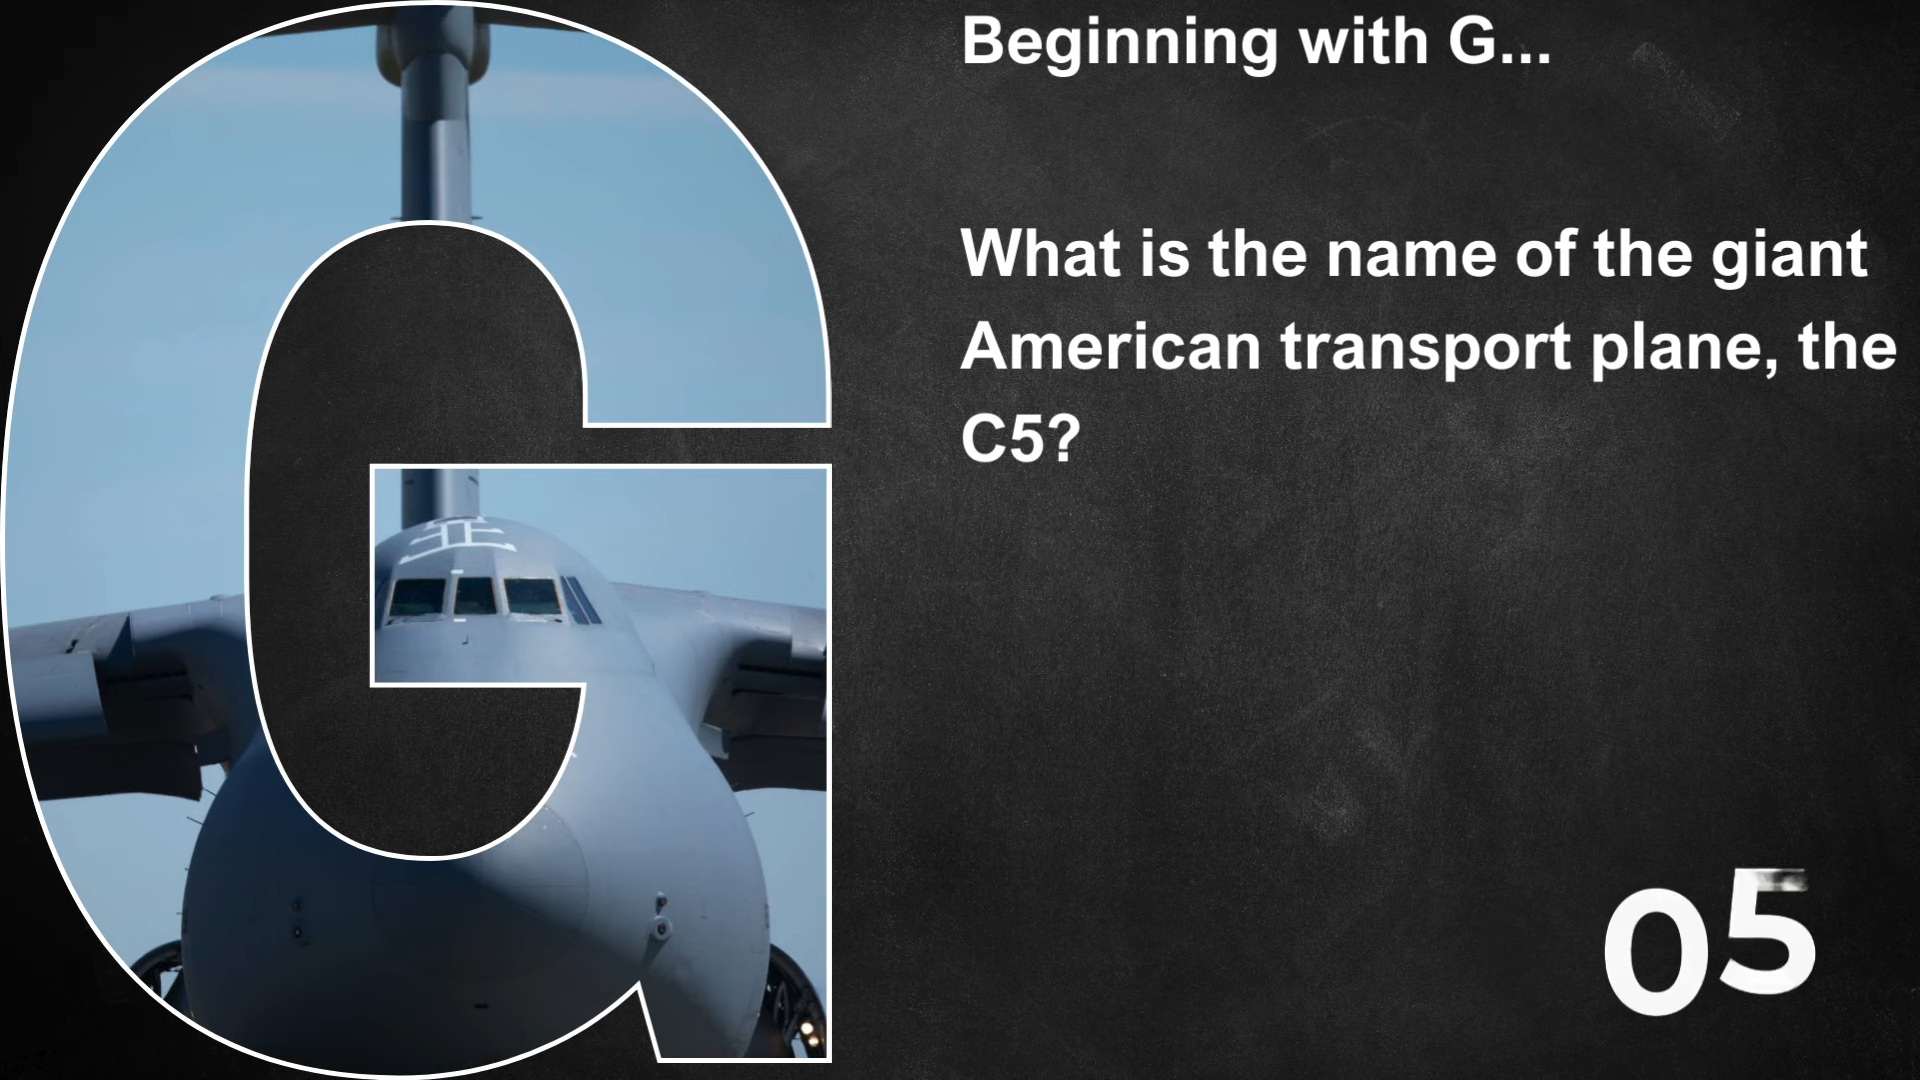 Beginning with G...
What is the name of the giant
American transport plane, the
C5?
05